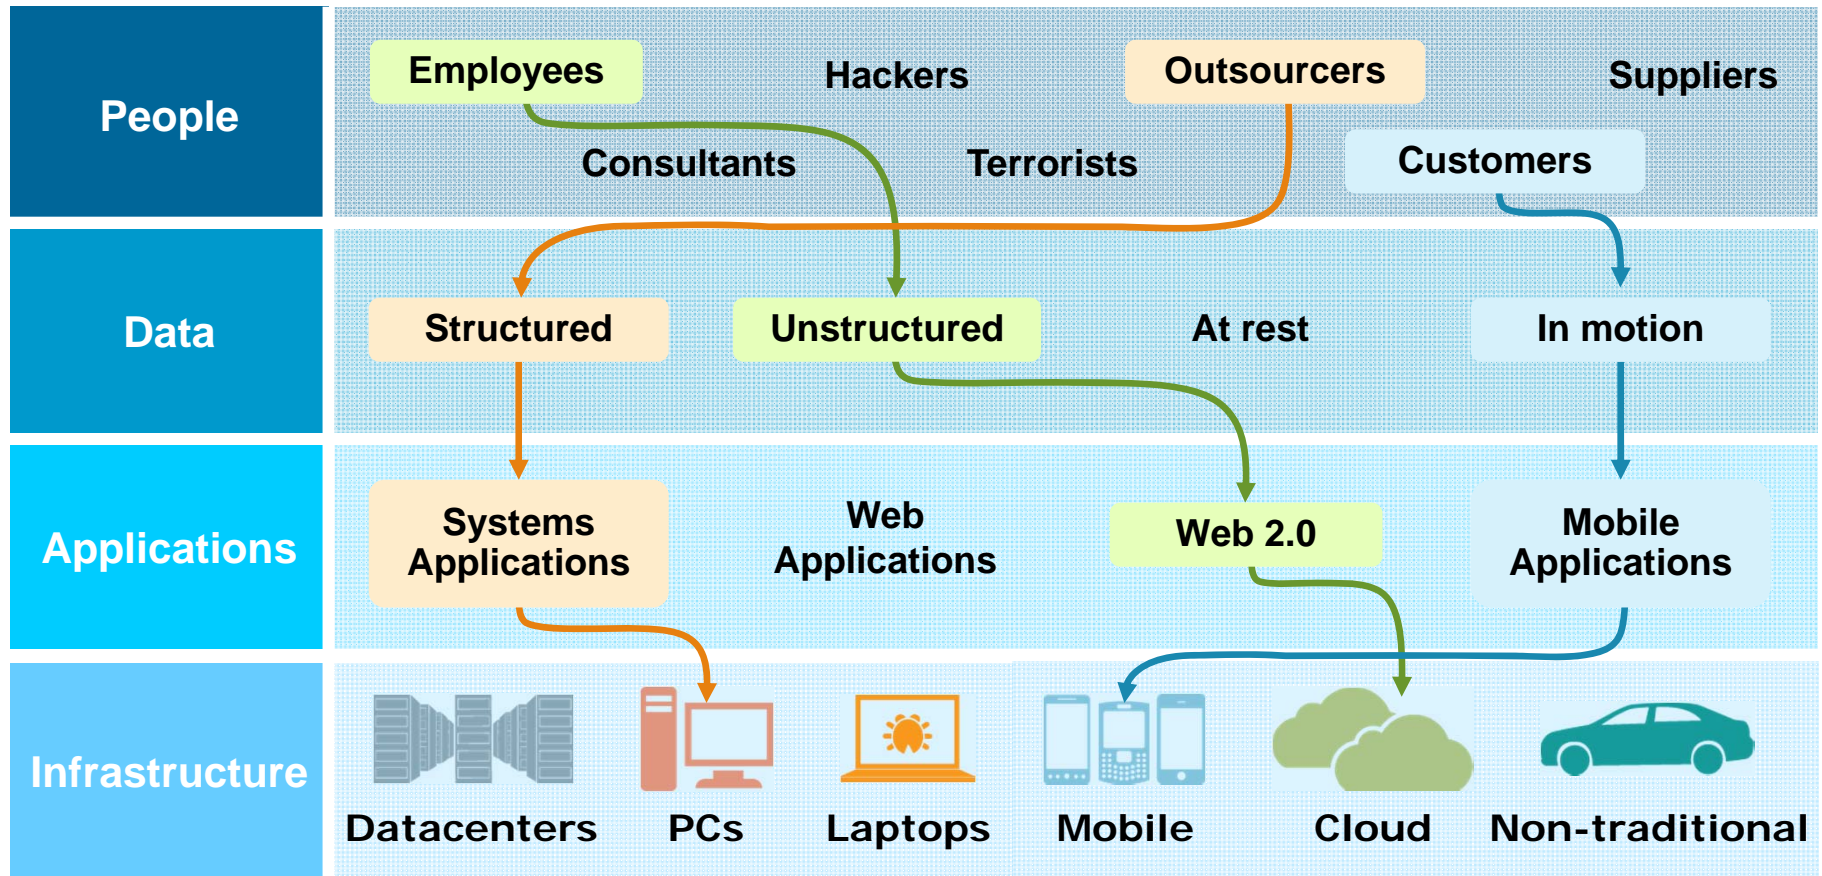 People
Employees
Hackers
Outsourcers
Suppliers
Consultants
Terrorists
Customers
Data
Structured
Unstructured
At rest
In motion
Applications
Systems
Applications
Web
Applications
Web 2.0
Mobile
Applications
Infrastructure
Datacenters
PCs
Laptops
Mobile
Cloud
Non-traditional